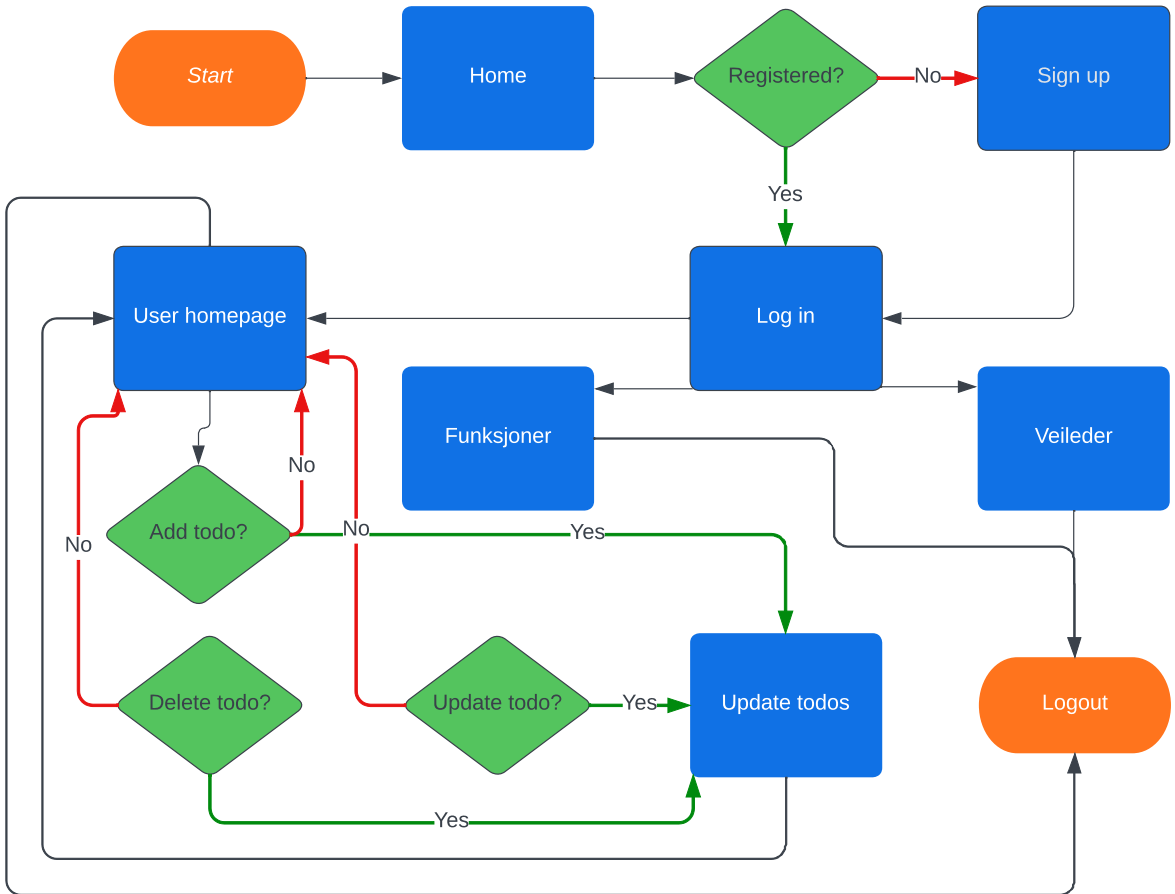 Start
Home
Registered?
No
Sign up
Yes
User homepage
Log in
Funksjoner
Veileder
No
Add todo?
No
No
Yes
Delete todo?
Update todo?
Yes
Update todos
Logout
Yes